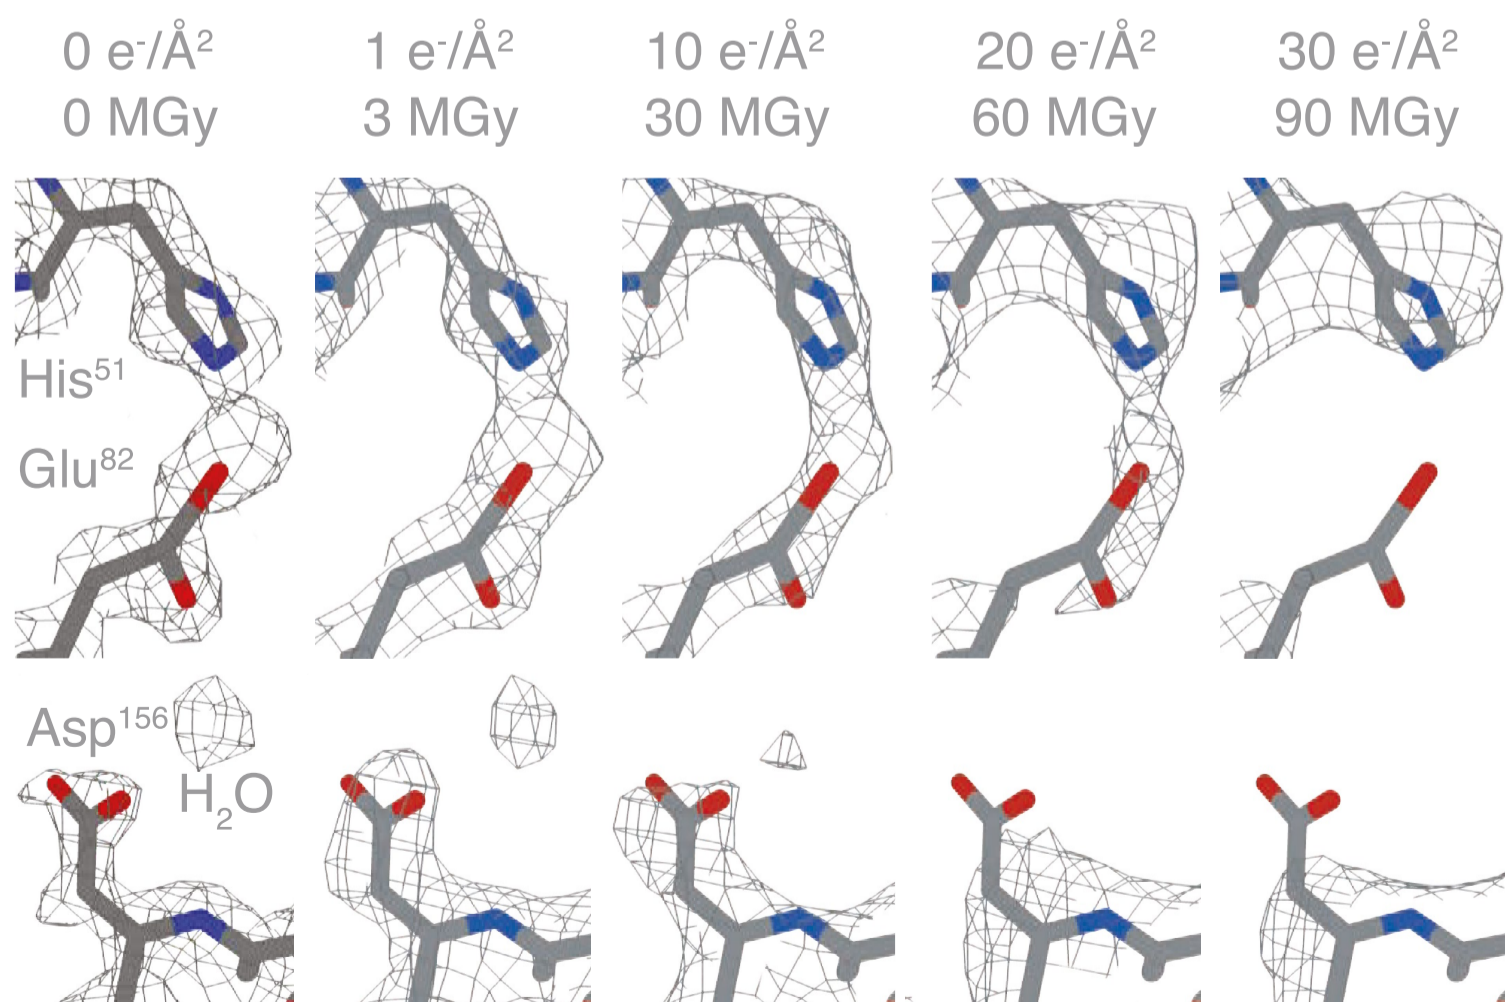 0 e⁻/Å² 1 e⁻/Å² 10 e⁻/Å² 20 e⁻/Å² 30 e⁻/Å²
0 MGy 3 MGy 30 MGy 60 MGy 90 MGy
His⁵¹
Glu⁸²
Asp¹⁵⁶
H₂O